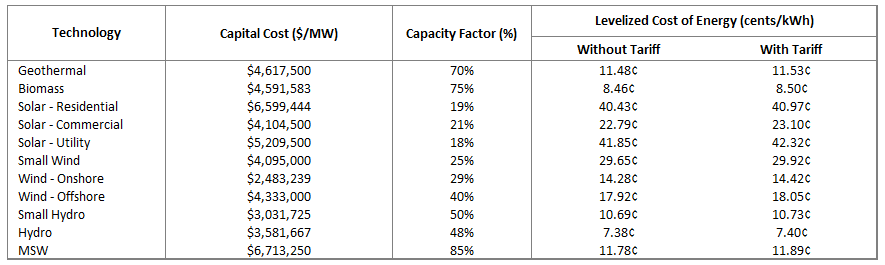 Technology Capital Cost ($/MW) Capacity Factor (%) Levelized Cost of Energy (cents/kWh)
Without Tariff With Tariff
Geothermal $4,617,500 70% 11.48¢ 11.53¢
Biomass $4,591,583 75% 8.46¢ 8.50¢
Solar - Residential $6,599,444 19% 40.43¢ 40.97¢
Solar - Commercial $4,104,500 21% 22.79¢ 23.10¢
Solar - Utility $5,209,500 18% 41.85¢ 42.32¢
Small Wind $4,095,000 25% 29.65¢ 29.92¢
Wind - Onshore $2,483,239 29% 14.28¢ 14.42¢
Wind - Offshore $4,333,000 40% 17.92¢ 18.05¢
Small Hydro $3,031,725 50% 10.69¢ 10.73¢
Hydro $3,581,667 48% 7.38¢ 7.40¢
MSW $6,713,250 85% 11.78¢ 11.89¢